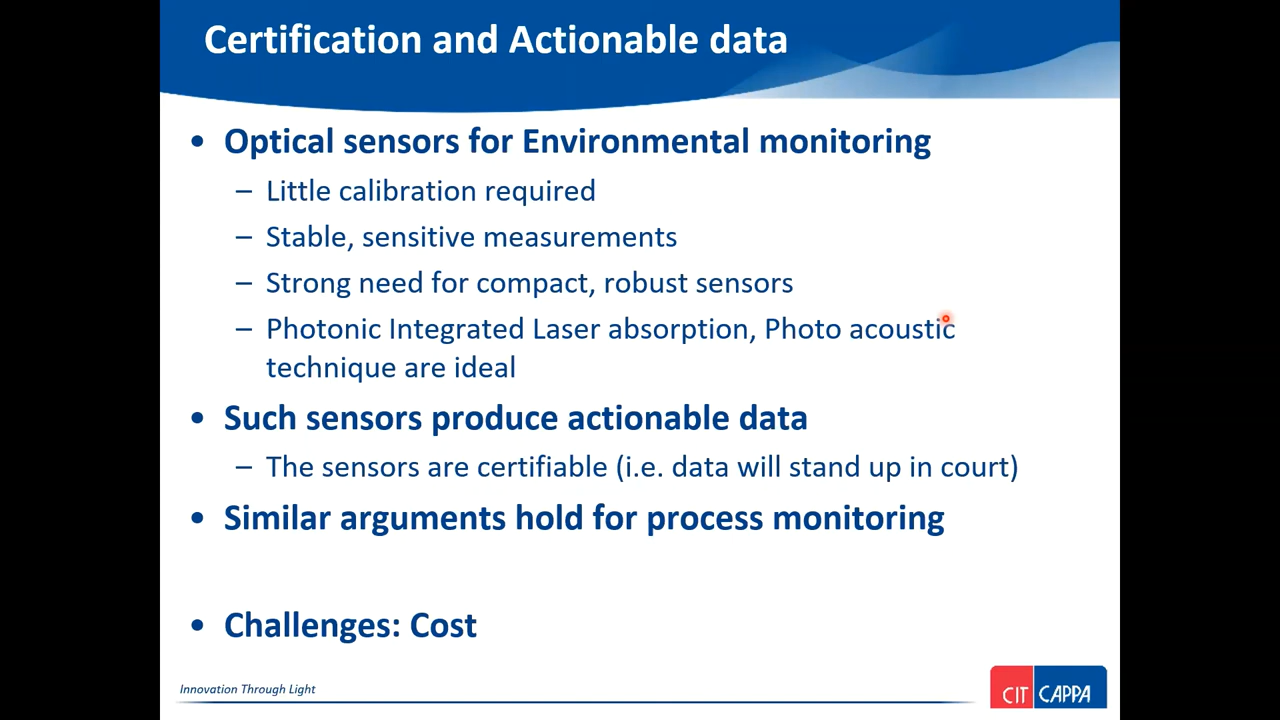 Certification and Actionable data
• Optical sensors for Environmental monitoring
– Little calibration required
– Stable, sensitive measurements
– Strong need for compact, robust sensors
– Photonic Integrated Laser absorption, Photo acoustic
technique are ideal
• Such sensors produce actionable data
– The sensors are certifiable (i.e. data will stand up in court)
• Similar arguments hold for process monitoring
• Challenges: Cost
Innovation Through Light
CIT CAPPA